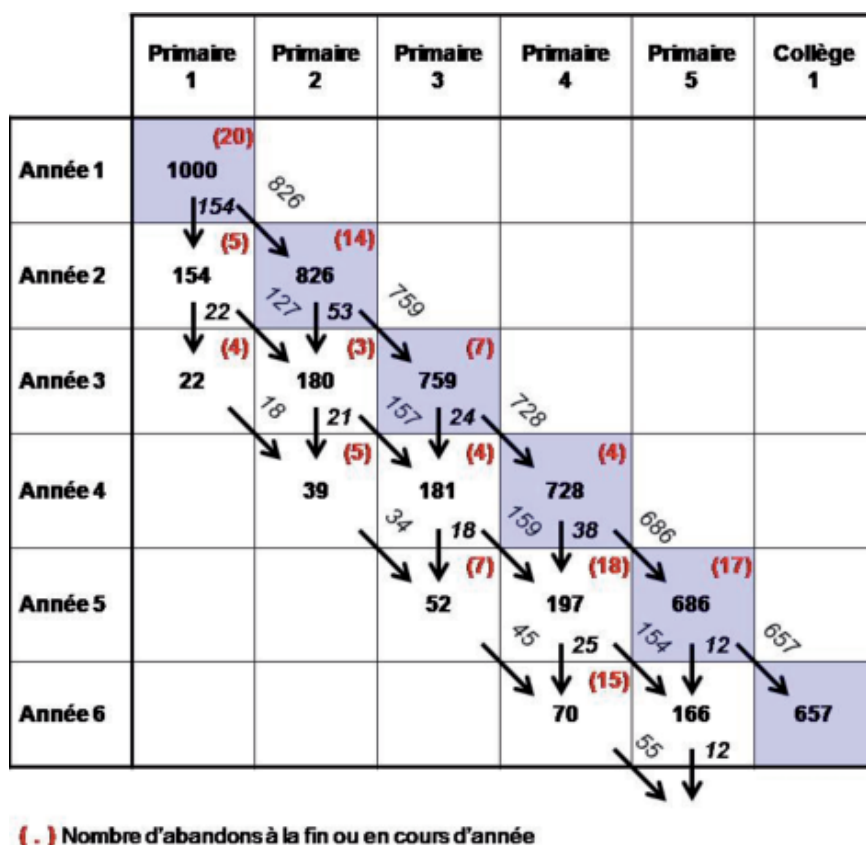 Primaire 1 Primaire 2 Primaire 3 Primaire 4 Primaire 5 Collège 1
(20)
Année 1 1000
154 826
(5) (14)
Année 2 154 826
22 127 53 759
(4) (3) (7)
Année 3 22 180 759
18 21 157 24 728
(5) (4) (4)
Année 4 39 181 728
34 18 159 38 686
(7) (18) (17)
Année 5 52 197 686
45 25 154 12 657
(15)
Année 6 70 166 657
55 12
( . ) Nombre d'abandons à la fin ou en cours d'année